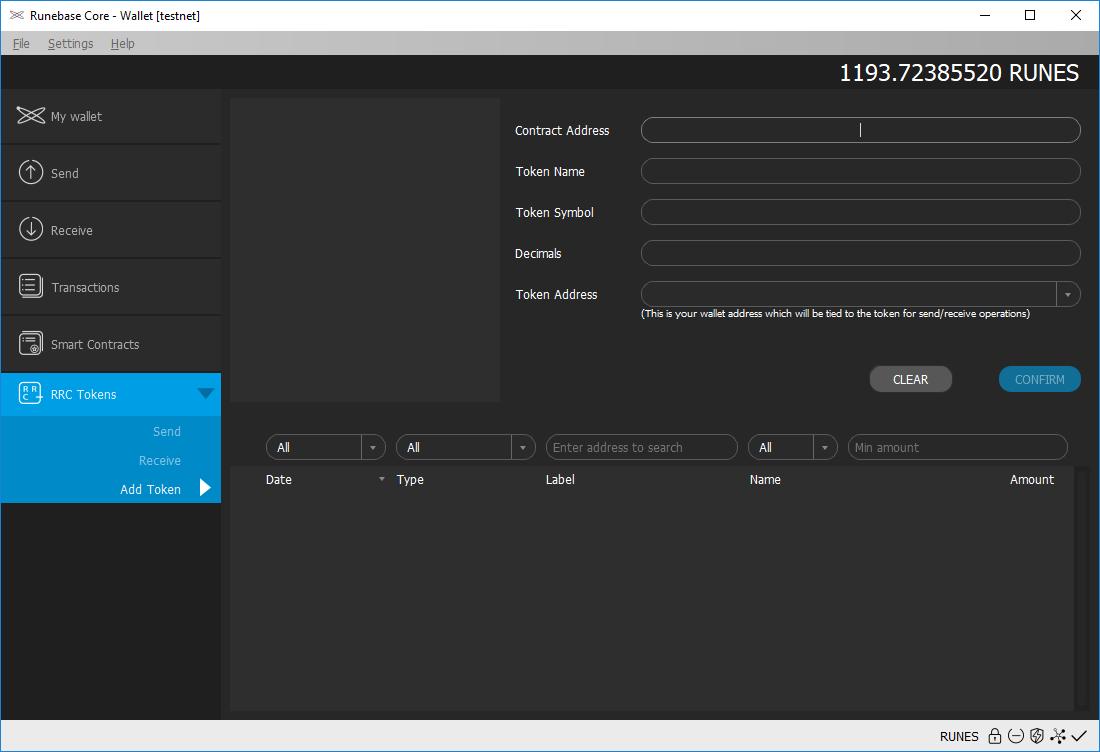 Runebase Core - Wallet [testnet]
File Settings Help
1193.72385520 RUNES
My wallet
Send
Receive
Transactions
Smart Contracts
R R C RRC Tokens
Send
Receive
Add Token
Contract Address
Token Name
Token Symbol
Decimals
Token Address
(This is your wallet address which will be tied to the token for send/receive operations)
CLEAR CONFIRM
All All Enter address to search All Min amount
Date Type Label Name Amount
RUNES